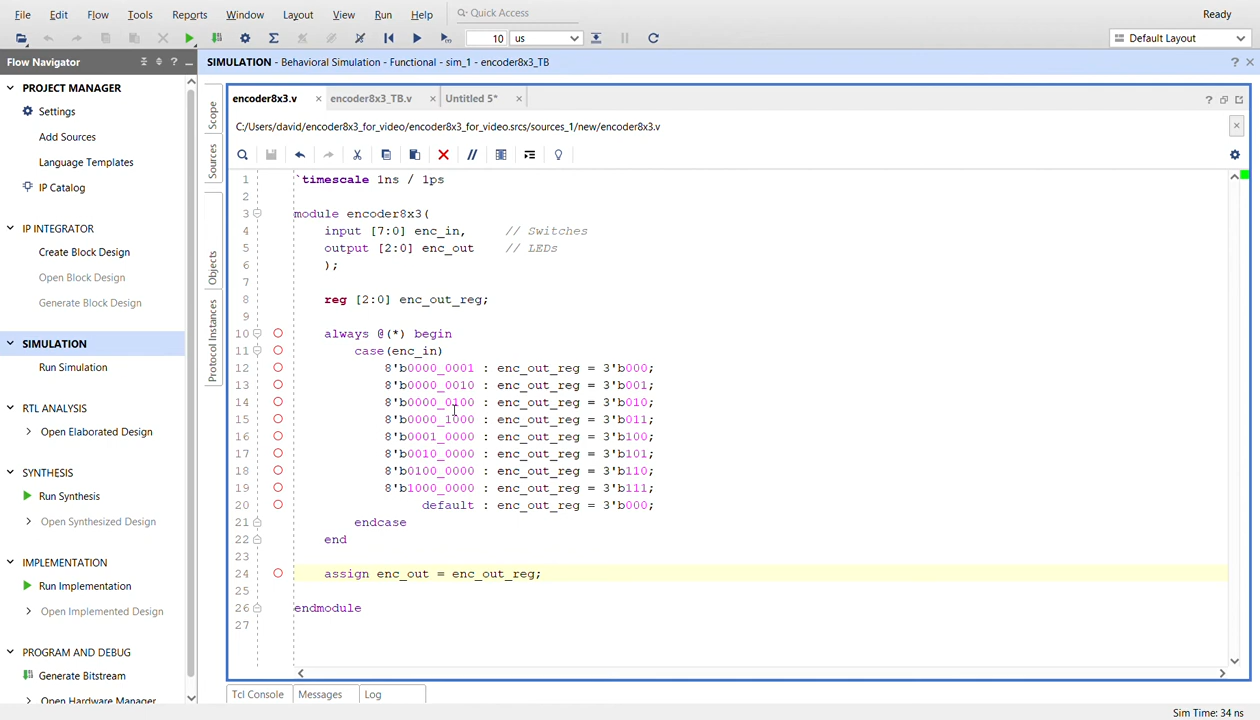 File Edit Flow Tools Reports Window Layout View Run Help Quick Access Ready
10 us Default Layout
Flow Navigator
SIMULATION - Behavioral Simulation - Functional - sim_1 - encoder8x3_TB
PROJECT MANAGER
Settings
Add Sources
Language Templates
IP Catalog
IP INTEGRATOR
Create Block Design
Open Block Design
Generate Block Design
SIMULATION
Run Simulation
RTL ANALYSIS
Open Elaborated Design
SYNTHESIS
Run Synthesis
Open Synthesized Design
IMPLEMENTATION
Run Implementation
Open Implemented Design
PROGRAM AND DEBUG
Generate Bitstream
Open Hardware Manager
Scope
Sources
Objects
Protocol Instances
encoder8x3.v encoder8x3_TB.v Untitled 5*
C:/Users/david/encoder8x3_for_video/encoder8x3_for_video.srcs/sources_1/new/encoder8x3.v
1 `timescale 1ns / 1ps
2
3 module encoder8x3(
4 input [7:0] enc_in, // Switches
5 output [2:0] enc_out // LEDs
6 );
7
8 reg [2:0] enc_out_reg;
9
10 always @(*) begin
11 case(enc_in)
12 8'b0000_0001 : enc_out_reg = 3'b000;
13 8'b0000_0010 : enc_out_reg = 3'b001;
14 8'b0000_0100 : enc_out_reg = 3'b010;
15 8'b0000_1000 : enc_out_reg = 3'b011;
16 8'b0001_0000 : enc_out_reg = 3'b100;
17 8'b0010_0000 : enc_out_reg = 3'b101;
18 8'b0100_0000 : enc_out_reg = 3'b110;
19 8'b1000_0000 : enc_out_reg = 3'b111;
20 default : enc_out_reg = 3'b000;
21 endcase
22 end
23
24 assign enc_out = enc_out_reg;
25
26 endmodule
27
Tcl Console Messages Log
Sim Time: 34 ns